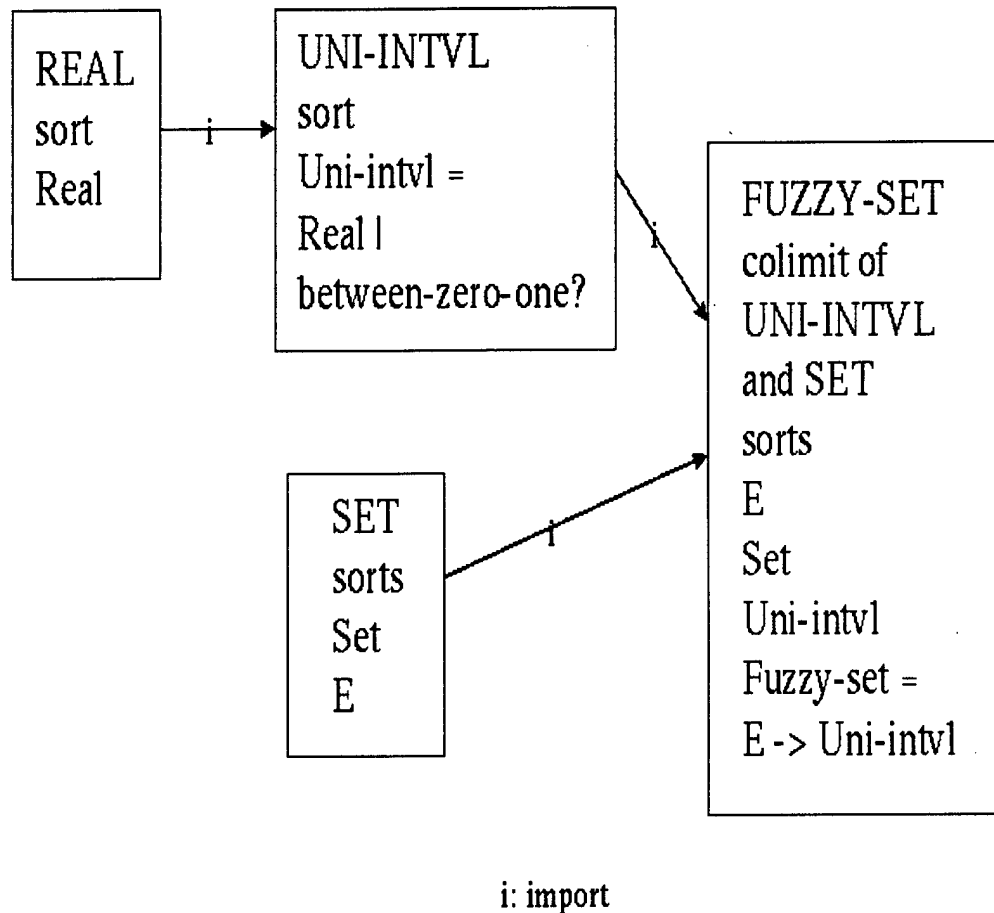 REAL
sort
Real
i
UNI-INTVL
sort
Uni-intvl =
Real |
between-zero-one?
i
SET
sorts
Set
E
i
FUZZY-SET
colimit of
UNI-INTVL
and SET
sorts
E
Set
Uni-intvl
Fuzzy-set =
E -> Uni-intvl
i: import